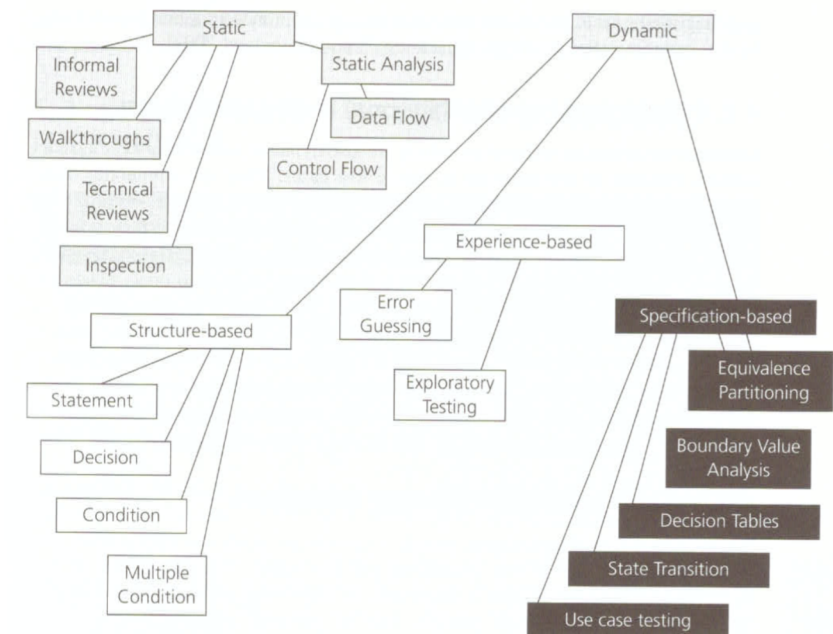 Static
Dynamic
Informal
Reviews
Static Analysis
Data Flow
Walkthroughs
Control Flow
Technical
Reviews
Inspection
Experience-based
Error
Guessing
Exploratory
Testing
Structure-based
Statement
Decision
Condition
Multiple
Condition
Specification-based
Equivalence
Partitioning
Boundary Value
Analysis
Decision Tables
State Transition
Use case testing